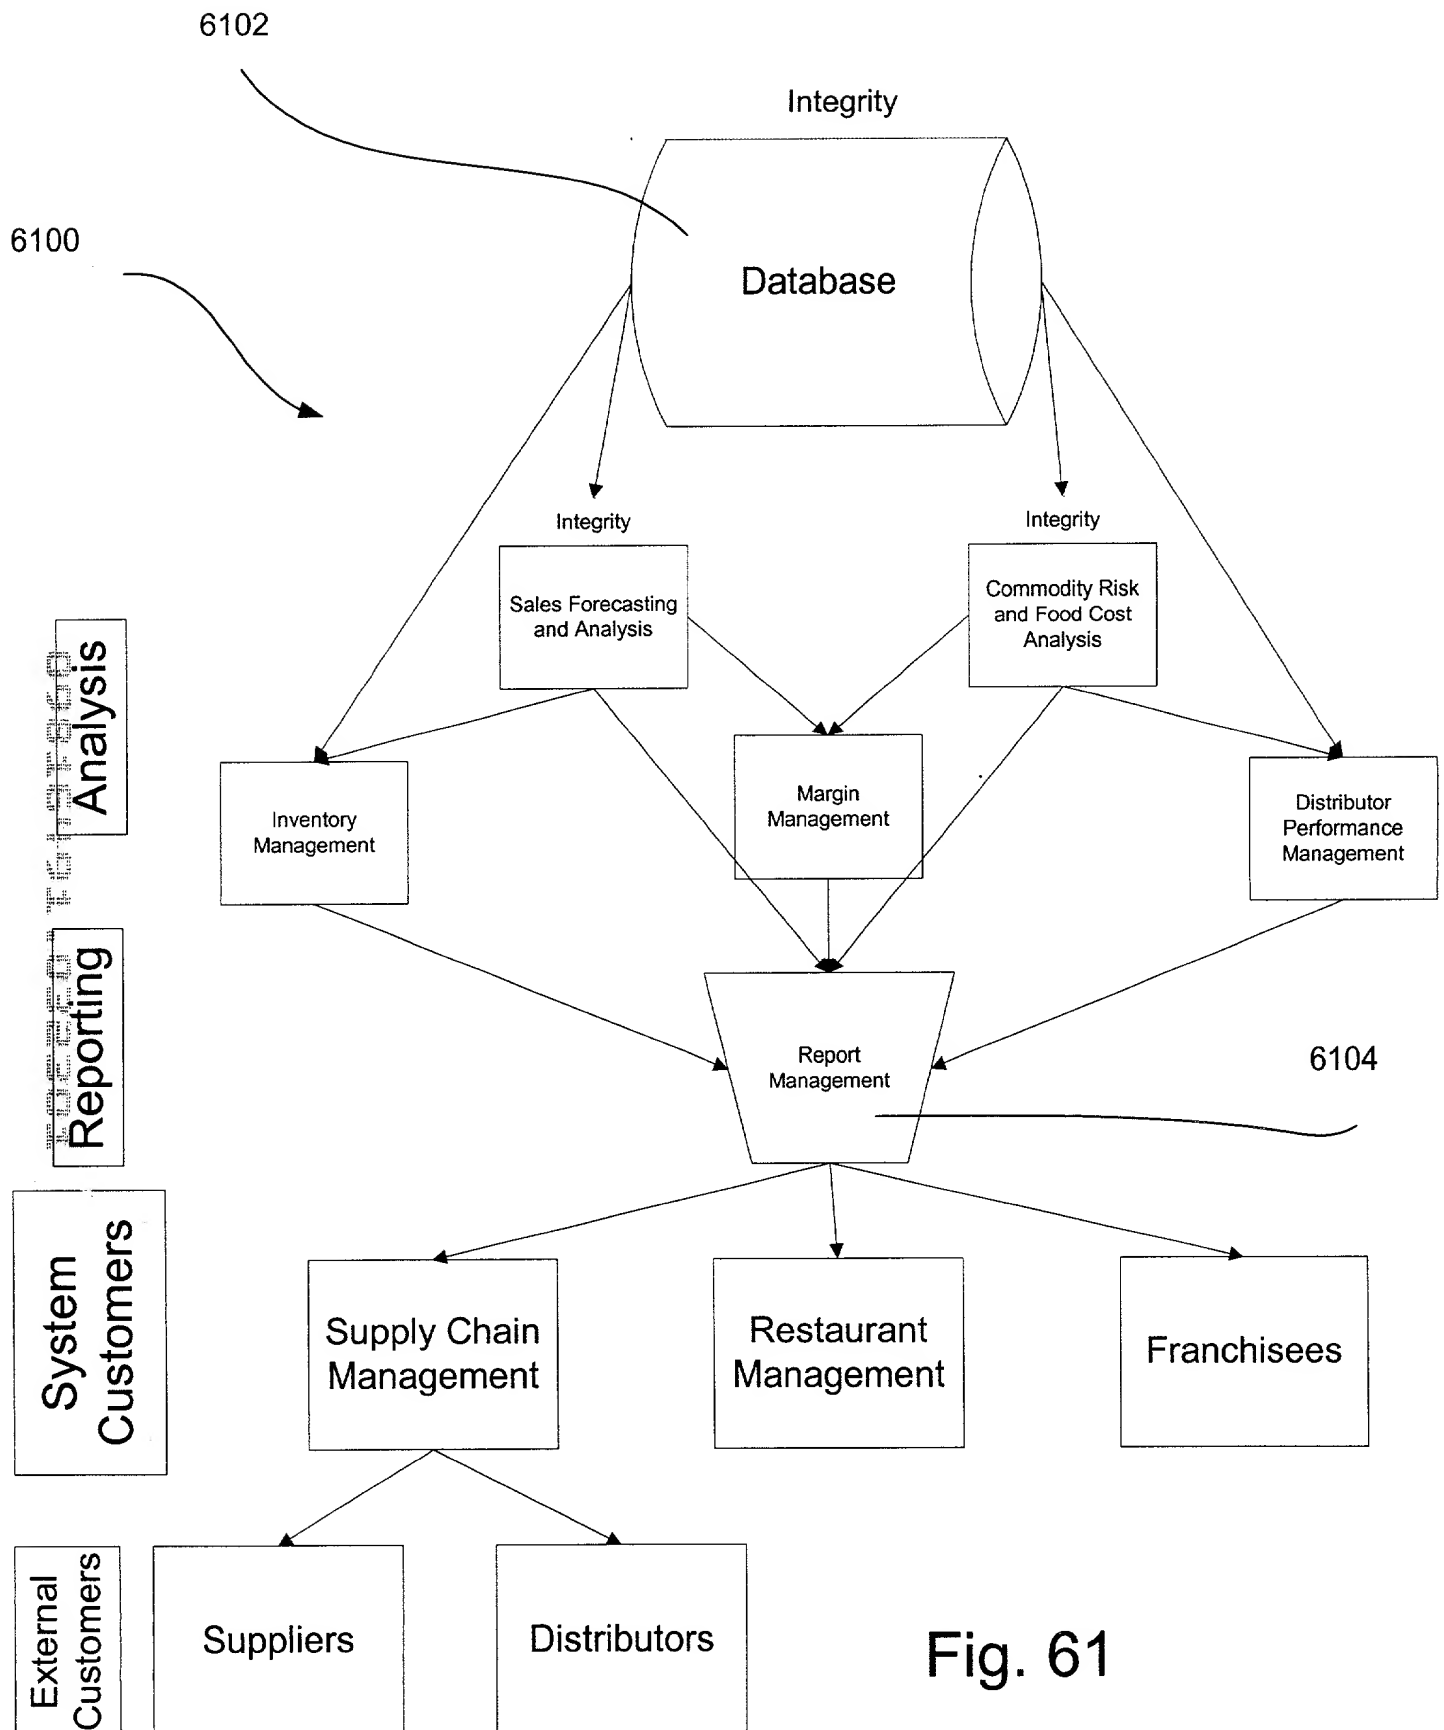 6102
Integrity
6100
Database
Integrity
Integrity
Sales Forecasting
and Analysis
Commodity Risk
and Food Cost
Analysis
Analysis
Inventory
Management
Margin
Management
Distributor
Performance
Management
Reporting
Report
Management
6104
System
Customers
Supply Chain
Management
Restaurant
Management
Franchisees
External
Customers
Suppliers
Distributors
Fig. 61